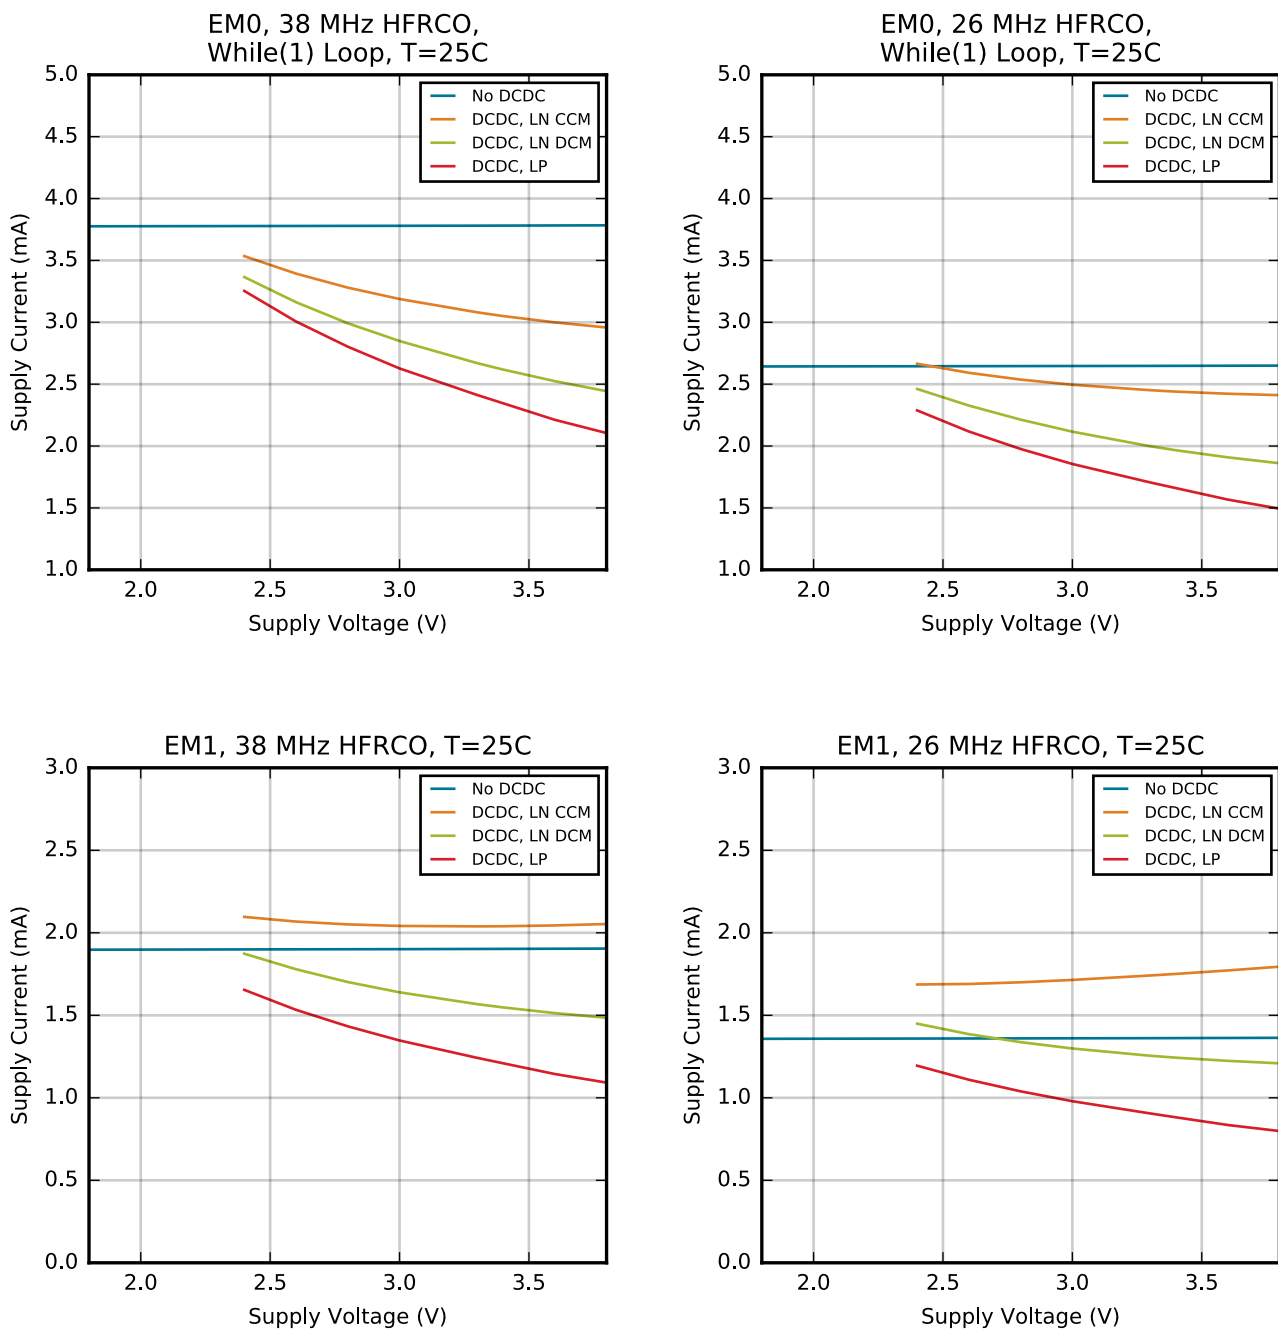 EM0, 38 MHz HFRCO,
While(1) Loop, T=25C
5.0
4.5
4.0
3.5
3.0
2.5
2.0
1.5
1.0
Supply Current (mA)
No DCDC
DCDC, LN CCM
DCDC, LN DCM
DCDC, LP
2.0
2.5
3.0
3.5
Supply Voltage (V)
EM0, 26 MHz HFRCO,
While(1) Loop, T=25C
5.0
4.5
4.0
3.5
3.0
2.5
2.0
1.5
1.0
Supply Current (mA)
No DCDC
DCDC, LN CCM
DCDC, LN DCM
DCDC, LP
2.0
2.5
3.0
3.5
Supply Voltage (V)
EM1, 38 MHz HFRCO, T=25C
3.0
2.5
2.0
1.5
1.0
0.5
0.0
Supply Current (mA)
No DCDC
DCDC, LN CCM
DCDC, LN DCM
DCDC, LP
2.0
2.5
3.0
3.5
Supply Voltage (V)
EM1, 26 MHz HFRCO, T=25C
3.0
2.5
2.0
1.5
1.0
0.5
0.0
Supply Current (mA)
No DCDC
DCDC, LN CCM
DCDC, LN DCM
DCDC, LP
2.0
2.5
3.0
3.5
Supply Voltage (V)